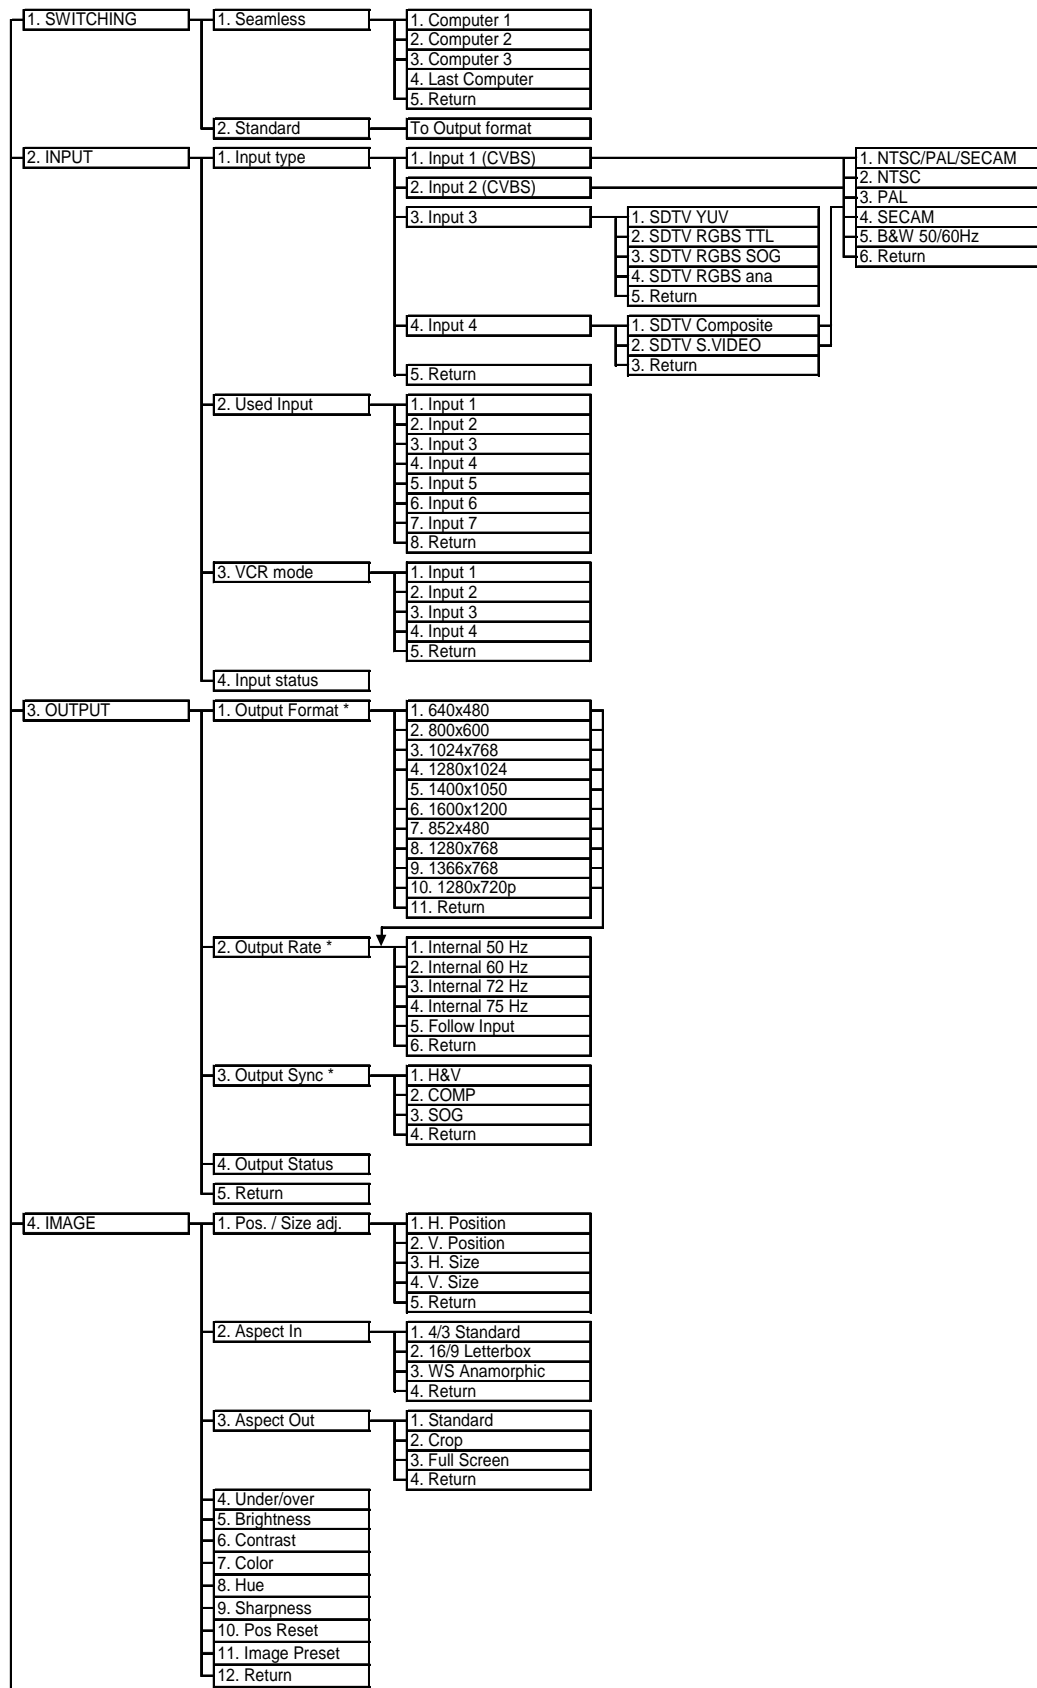 1. SWITCHING
1. Seamless
1. Computer 1
2. Computer 2
3. Computer 3
4. Last Computer
5. Return
2. Standard
To Output format
2. INPUT
1. Input type
1. Input 1 (CVBS)
2. Input 2 (CVBS)
1. NTSC/PAL/SECAM
2. NTSC
3. PAL
4. SECAM
5. B&W 50/60Hz
6. Return
3. Input 3
1. SDTV YUV
2. SDTV RGBS TTL
3. SDTV RGBS SOG
4. SDTV RGBS ana
5. Return
4. Input 4
1. SDTV Composite
2. SDTV S.VIDEO
3. Return
5. Return
2. Used Input
1. Input 1
2. Input 2
3. Input 3
4. Input 4
5. Input 5
6. Input 6
7. Input 7
8. Return
3. VCR mode
1. Input 1
2. Input 2
3. Input 3
4. Input 4
5. Return
4. Input status
3. OUTPUT
1. Output Format *
1. 640x480
2. 800x600
3. 1024x768
4. 1280x1024
5. 1400x1050
6. 1600x1200
7. 852x480
8. 1280x768
9. 1366x768
10. 1280x720p
11. Return
2. Output Rate *
1. Internal 50 Hz
2. Internal 60 Hz
3. Internal 72 Hz
4. Internal 75 Hz
5. Follow Input
6. Return
3. Output Sync *
1. H&V
2. COMP
3. SOG
4. Return
4. Output Status
5. Return
4. IMAGE
1. Pos. / Size adj.
1. H. Position
2. V. Position
3. H. Size
4. V. Size
5. Return
2. Aspect In
1. 4/3 Standard
2. 16/9 Letterbox
3. WS Anamorphic
4. Return
3. Aspect Out
1. Standard
2. Crop
3. Full Screen
4. Return
4. Under/over
5. Brightness
6. Contrast
7. Color
8. Hue
9. Sharpness
10. Pos Reset
11. Image Preset
12. Return